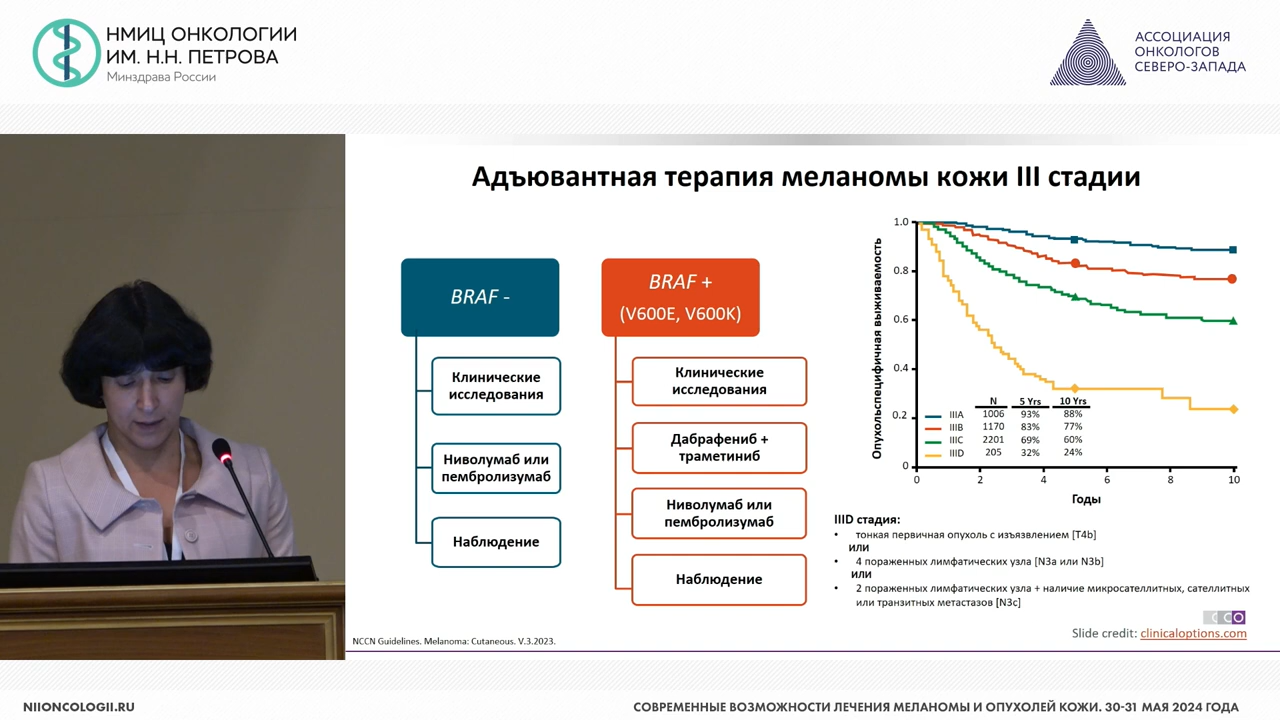 НМИЦ ОНКОЛОГИИ
ИМ. Н.Н. ПЕТРОВА
Минздрава России
АССОЦИАЦИЯ
ОНКОЛОГОВ
СЕВЕРО-ЗАПАДА
Адъювантная терапия меланомы кожи III стадии
BRAF -
Клинические
исследования
Ниволумаб или
пембролизумаб
Наблюдение
BRAF +
(V600E, V600K)
Клинические
исследования
Дабрафениб +
траметиниб
Ниволумаб или
пембролизумаб
Наблюдение
Опухольспецифичная выживаемость
1.0
0.8
0.6
0.4
0.2
0
N 5 Yrs 10 Yrs
IIIA 1006 93% 88%
IIIB 1170 83% 77%
IIIC 2201 69% 60%
IIID 205 32% 24%
0 2 4 6 8 10
Годы
IIID стадия:
• тонкая первичная опухоль с изъязвлением [T4b]
ИЛИ
• 4 пораженных лимфатических узла [N3a или N3b]
ИЛИ
• 2 пораженных лимфатических узла + наличие микросателлитных, сателлитных
или транзитных метастазов [N3c]
CCO
Slide credit: clinicaloptions.com
NCCN Guidelines. Melanoma: Cutaneous. V.3.2023.
NIIONCOLOGII.RU
СОВРЕМЕННЫЕ ВОЗМОЖНОСТИ ЛЕЧЕНИЯ МЕЛАНОМЫ И ОПУХОЛЕЙ КОЖИ. 30-31 МАЯ 2024 ГОДА